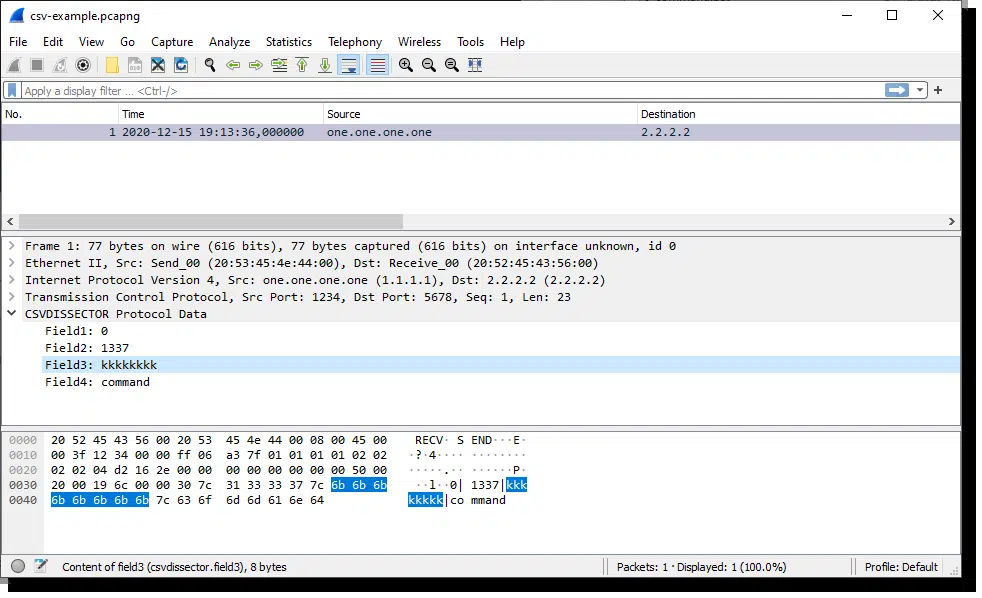 csv-example.pcapng
File Edit View Go Capture Analyze Statistics Telephony Wireless Tools Help
Apply a display filter ... <Ctrl-/>
No. Time Source Destination
1 2020-12-15 19:13:36,000000 one.one.one.one 2.2.2.2
Frame 1: 77 bytes on wire (616 bits), 77 bytes captured (616 bits) on interface unknown, id 0
Ethernet II, Src: Send_00 (20:53:45:4e:44:00), Dst: Receive_00 (20:52:45:43:56:00)
Internet Protocol Version 4, Src: one.one.one.one (1.1.1.1), Dst: 2.2.2.2 (2.2.2.2)
Transmission Control Protocol, Src Port: 1234, Dst Port: 5678, Seq: 1, Len: 23
CSVDISSECTOR Protocol Data
Field1: 0
Field2: 1337
Field3: kkkkkkkk
Field4: command
0000 20 52 45 43 56 00 20 53 45 4e 44 00 08 00 45 00 RECV· S END···E·
0010 00 3f 12 34 00 00 ff 06 a3 7f 01 01 01 01 02 02 ·?·4···· ········
0020 02 02 04 d2 16 2e 00 00 00 00 00 00 00 00 50 00 ·····.·· ······P·
0030 20 00 19 6c 00 00 30 7c 31 33 33 37 7c 6b 6b 6b ··l··0| 1337|kkk
0040 6b 6b 6b 6b 6b 7c 63 6f 6d 6d 61 6e 64 kkkkk|co mmand
Content of field3 (csvdissector.field3), 8 bytes Packets: 1 · Displayed: 1 (100.0%) Profile: Default